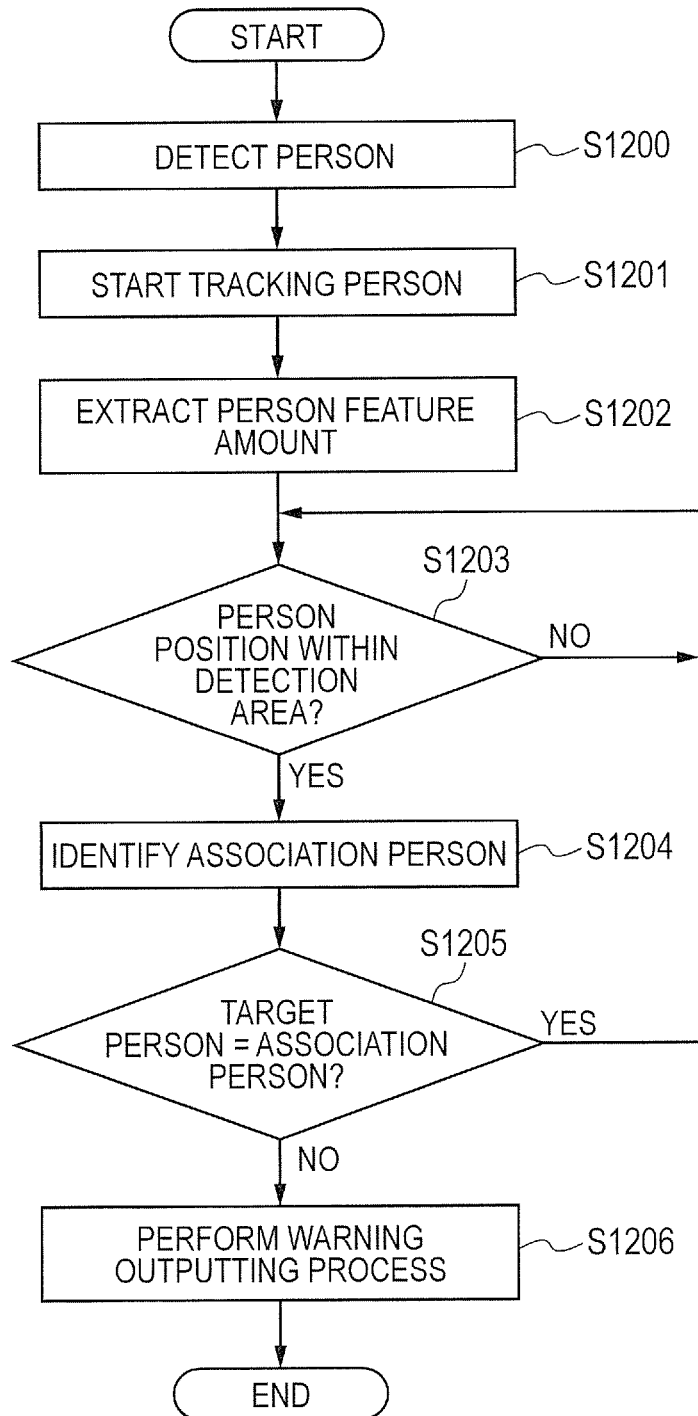 START
DETECT PERSON
S1200
START TRACKING PERSON
S1201
EXTRACT PERSON FEATURE
AMOUNT
S1202
S1203
PERSON
POSITION WITHIN
DETECTION
AREA?
NO
YES
IDENTIFY ASSOCIATION PERSON
S1204
S1205
TARGET
PERSON = ASSOCIATION
PERSON?
YES
NO
PERFORM WARNING
OUTPUTTING PROCESS
S1206
END